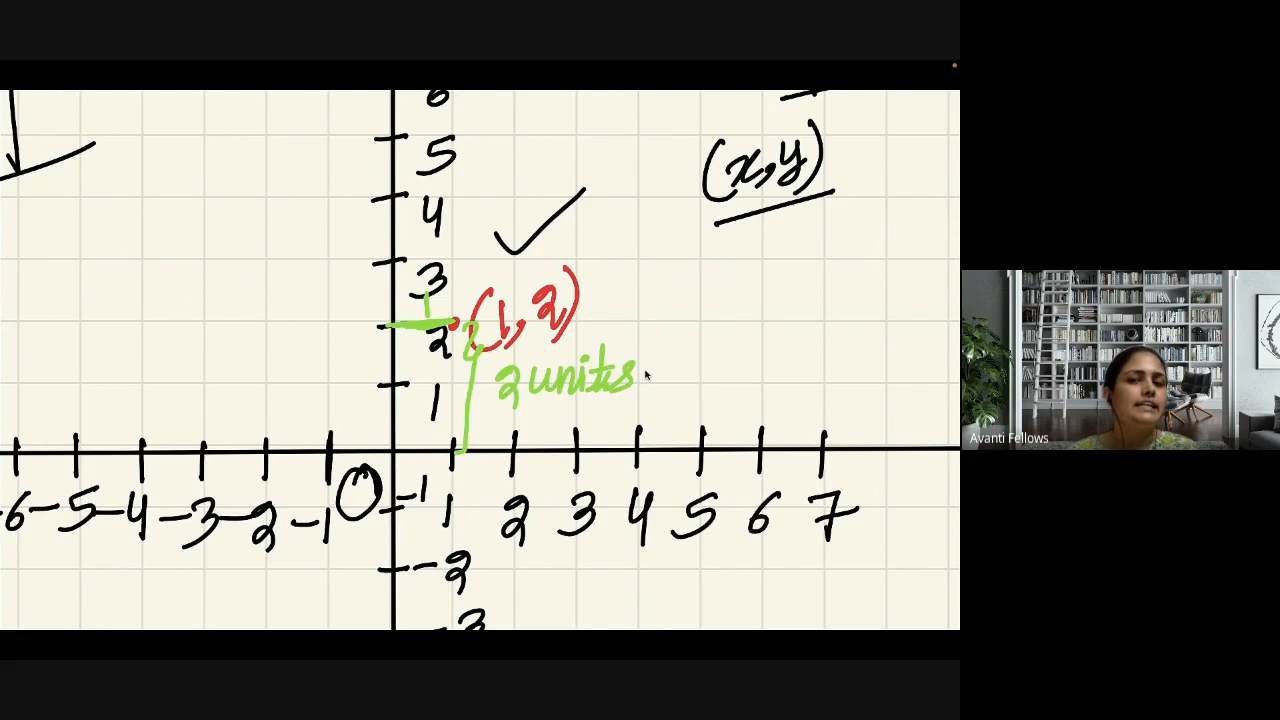 6
5
(x,y)
4
3
1
(1,2)
2
2 units
1
-6 -5 -4 -3 -2 -1 O 1 2 3 4 5 6 7
-1
-2
-3
Avanti Fellows